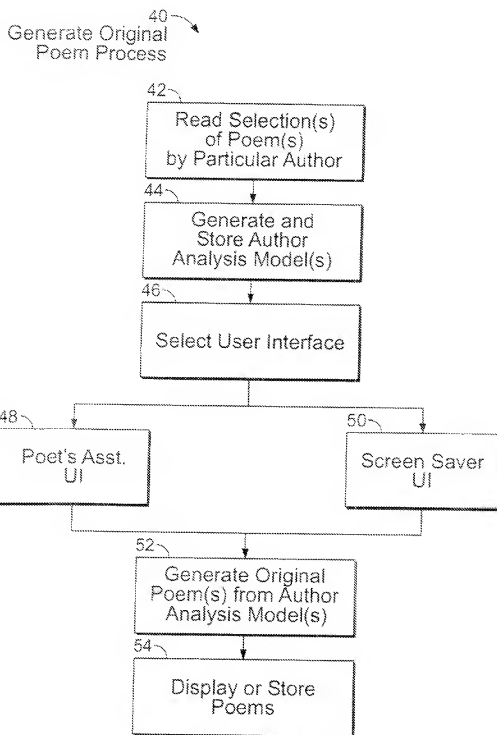 40
Generate Original
Poem Process
42
Read Selection(s)
of Poem(s)
by Particular Author
44
Generate and
Store Author
Analysis Model(s)
46
Select User Interface
48
Poet's Asst.
UI
50
Screen Saver
UI
52
Generate Original
Poem(s) from Author
Analysis Model(s)
54
Display or Store
Poems